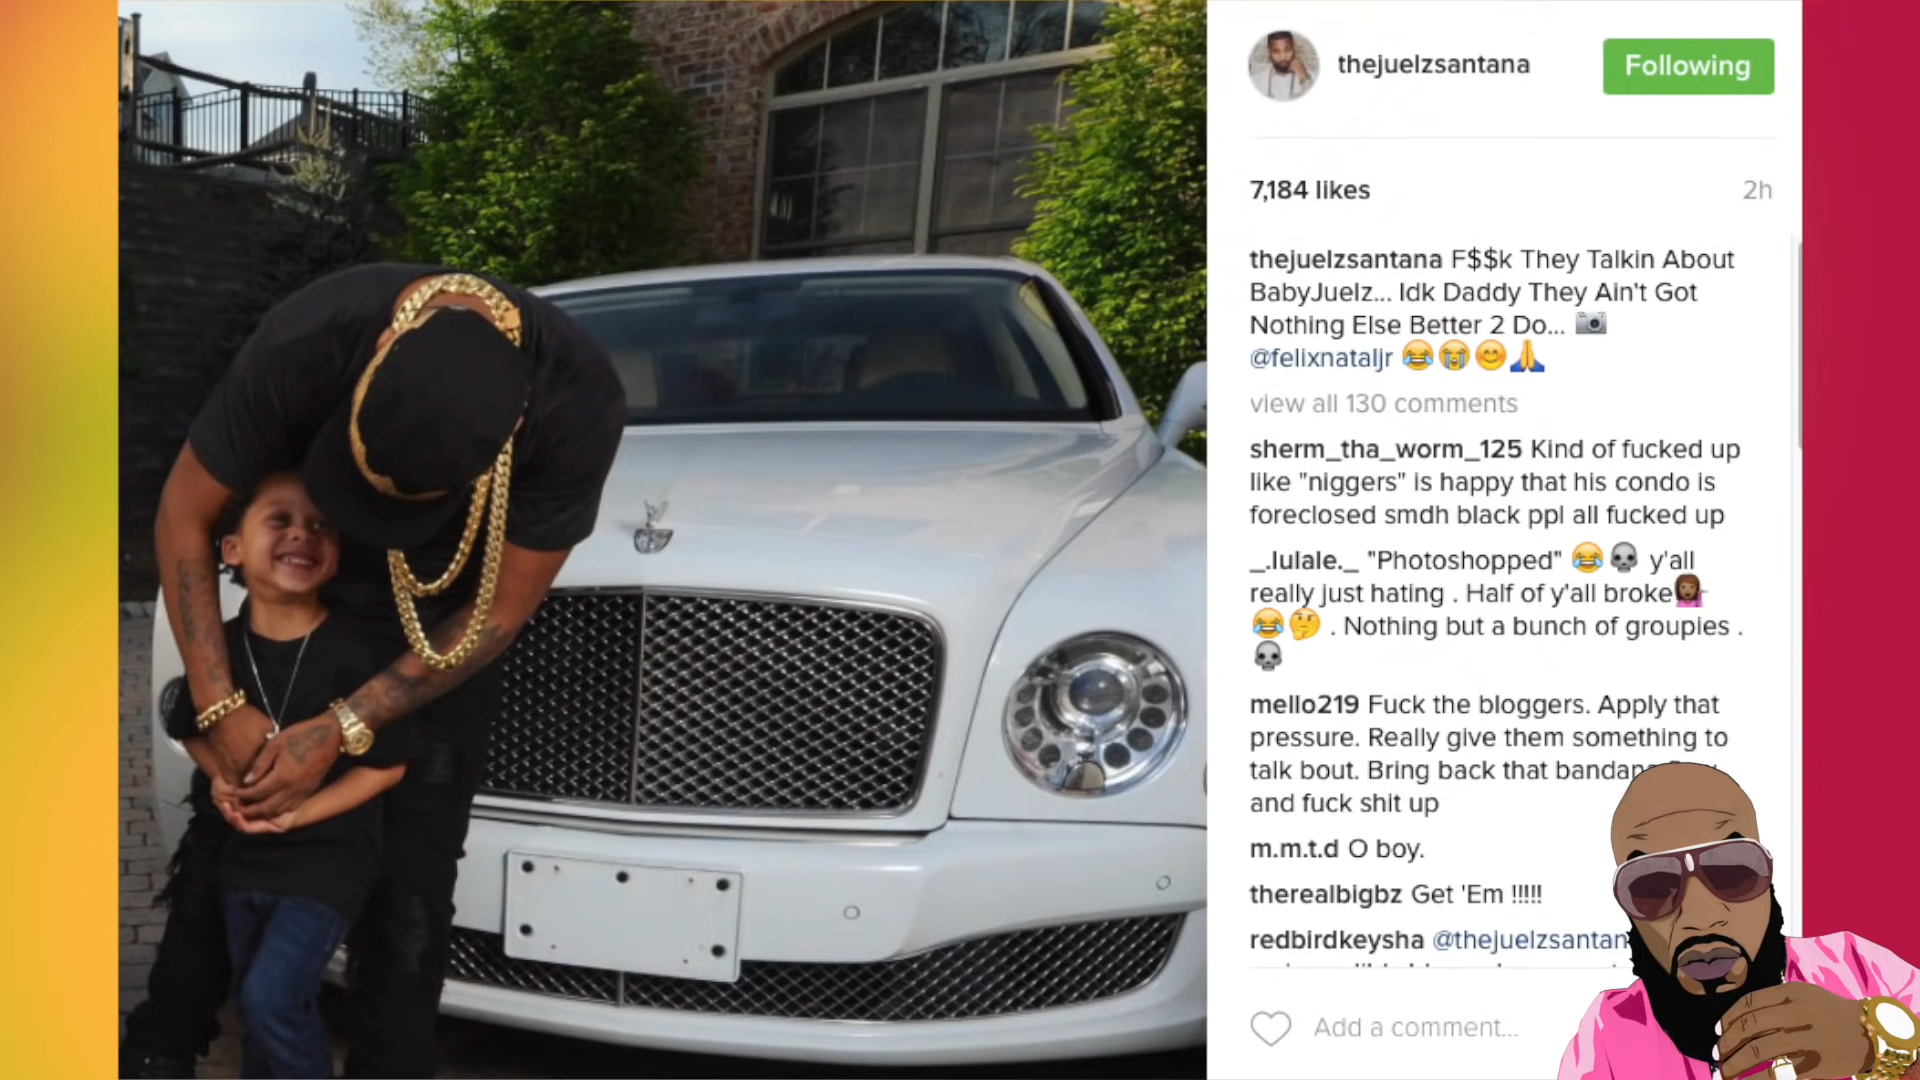 thejuelzsantana
Following
7,184 likes
2h
thejuelzsantana F$$k They Talkin About
BabyJuelz... Idk Daddy They Ain't Got
Nothing Else Better 2 Do... 📷
@felixnataljr 😂😭😊🙏
view all 130 comments
sherm_tha_worm_125 Kind of fucked up
like "niggers" is happy that his condo is
foreclosed smdh black ppl all fucked up
_.lulale._ "Photoshopped" 😂💀 y'all
really just hating . Half of y'all broke💁🏾
😂🤔 . Nothing but a bunch of groupies .
💀
mello219 Fuck the bloggers. Apply that
pressure. Really give them something to
talk bout. Bring back that
and fuck shit up
m.m.t.d O boy.
therealbigbz Get 'Em !!!!!
redbirdkeysha
Add a comment...